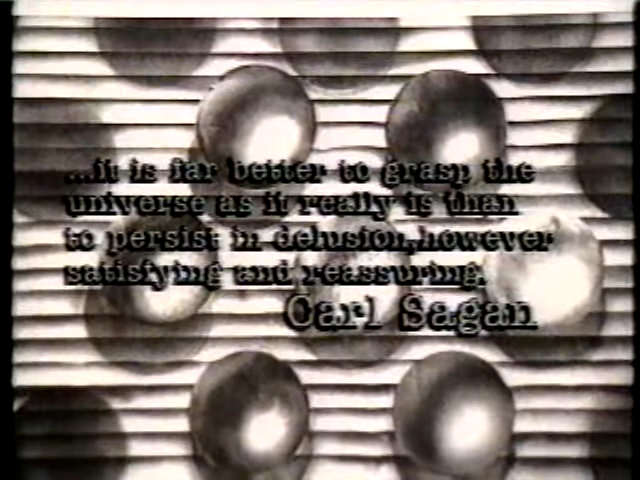 ...it is far better to grasp the
universe as it really is than
to persist in delusion, however
satisfying and reassuring.
Carl Sagan